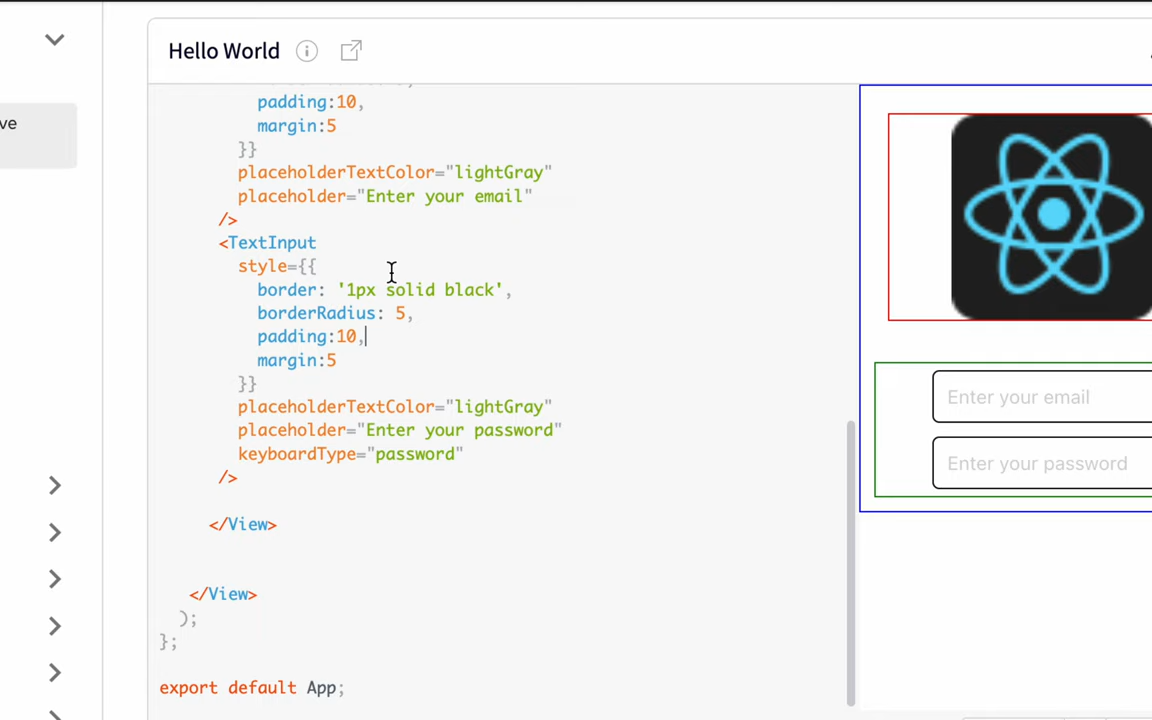 ve
Hello World
padding:10,
margin:5
}}
placeholderTextColor="lightGray"
placeholder="Enter your email"
/>
<TextInput
style={{
border: '1px solid black',
borderRadius: 5,
padding:10,
margin:5
}}
placeholderTextColor="lightGray"
placeholder="Enter your password"
keyboardType="password"
/>
</View>
</View>
);
};
export default App;
Enter your email
Enter your password